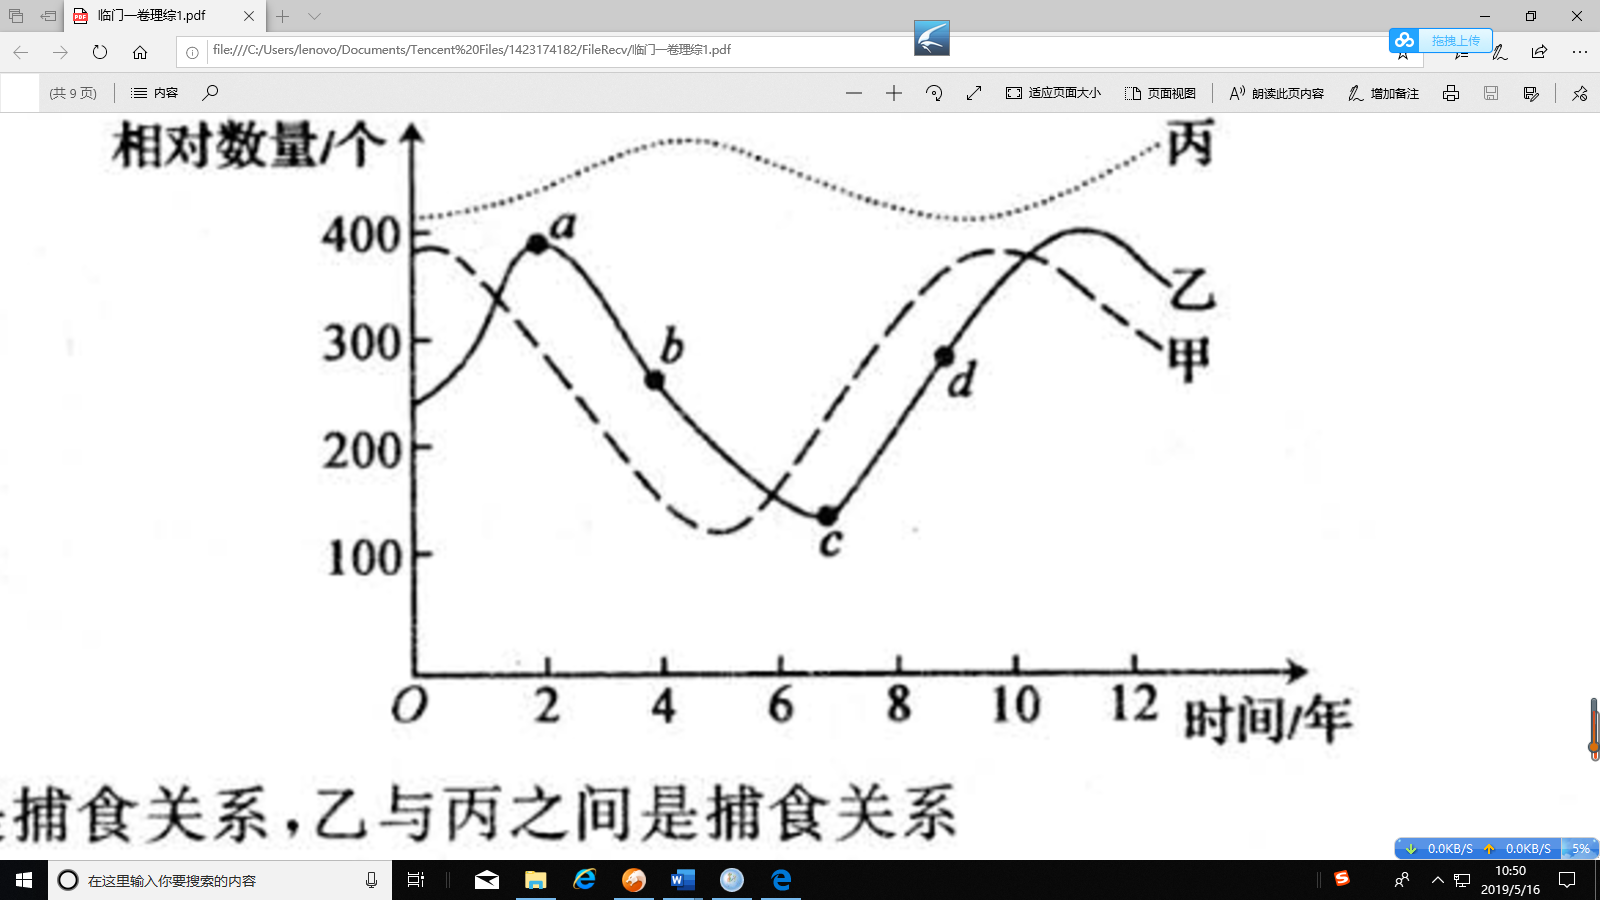 临门一卷理综1.pdf
file:///C:/Users/lenovo/Documents/Tencent%20Files/1423174182/FileRecv/临门一卷理综1.pdf
拖拽上传
(共 9 页) 内容 适应页面大小 页面视图 朗读此页内容 增加备注
相对数量/个
丙
400
a
乙
300
b
甲
d
200
c
100
O 2 4 6 8 10 12
时间/年
捕食关系,乙与丙之间是捕食关系
0.0KB/S 0.0KB/S 5%
在这里输入你要搜索的内容
10:50
2019/5/16